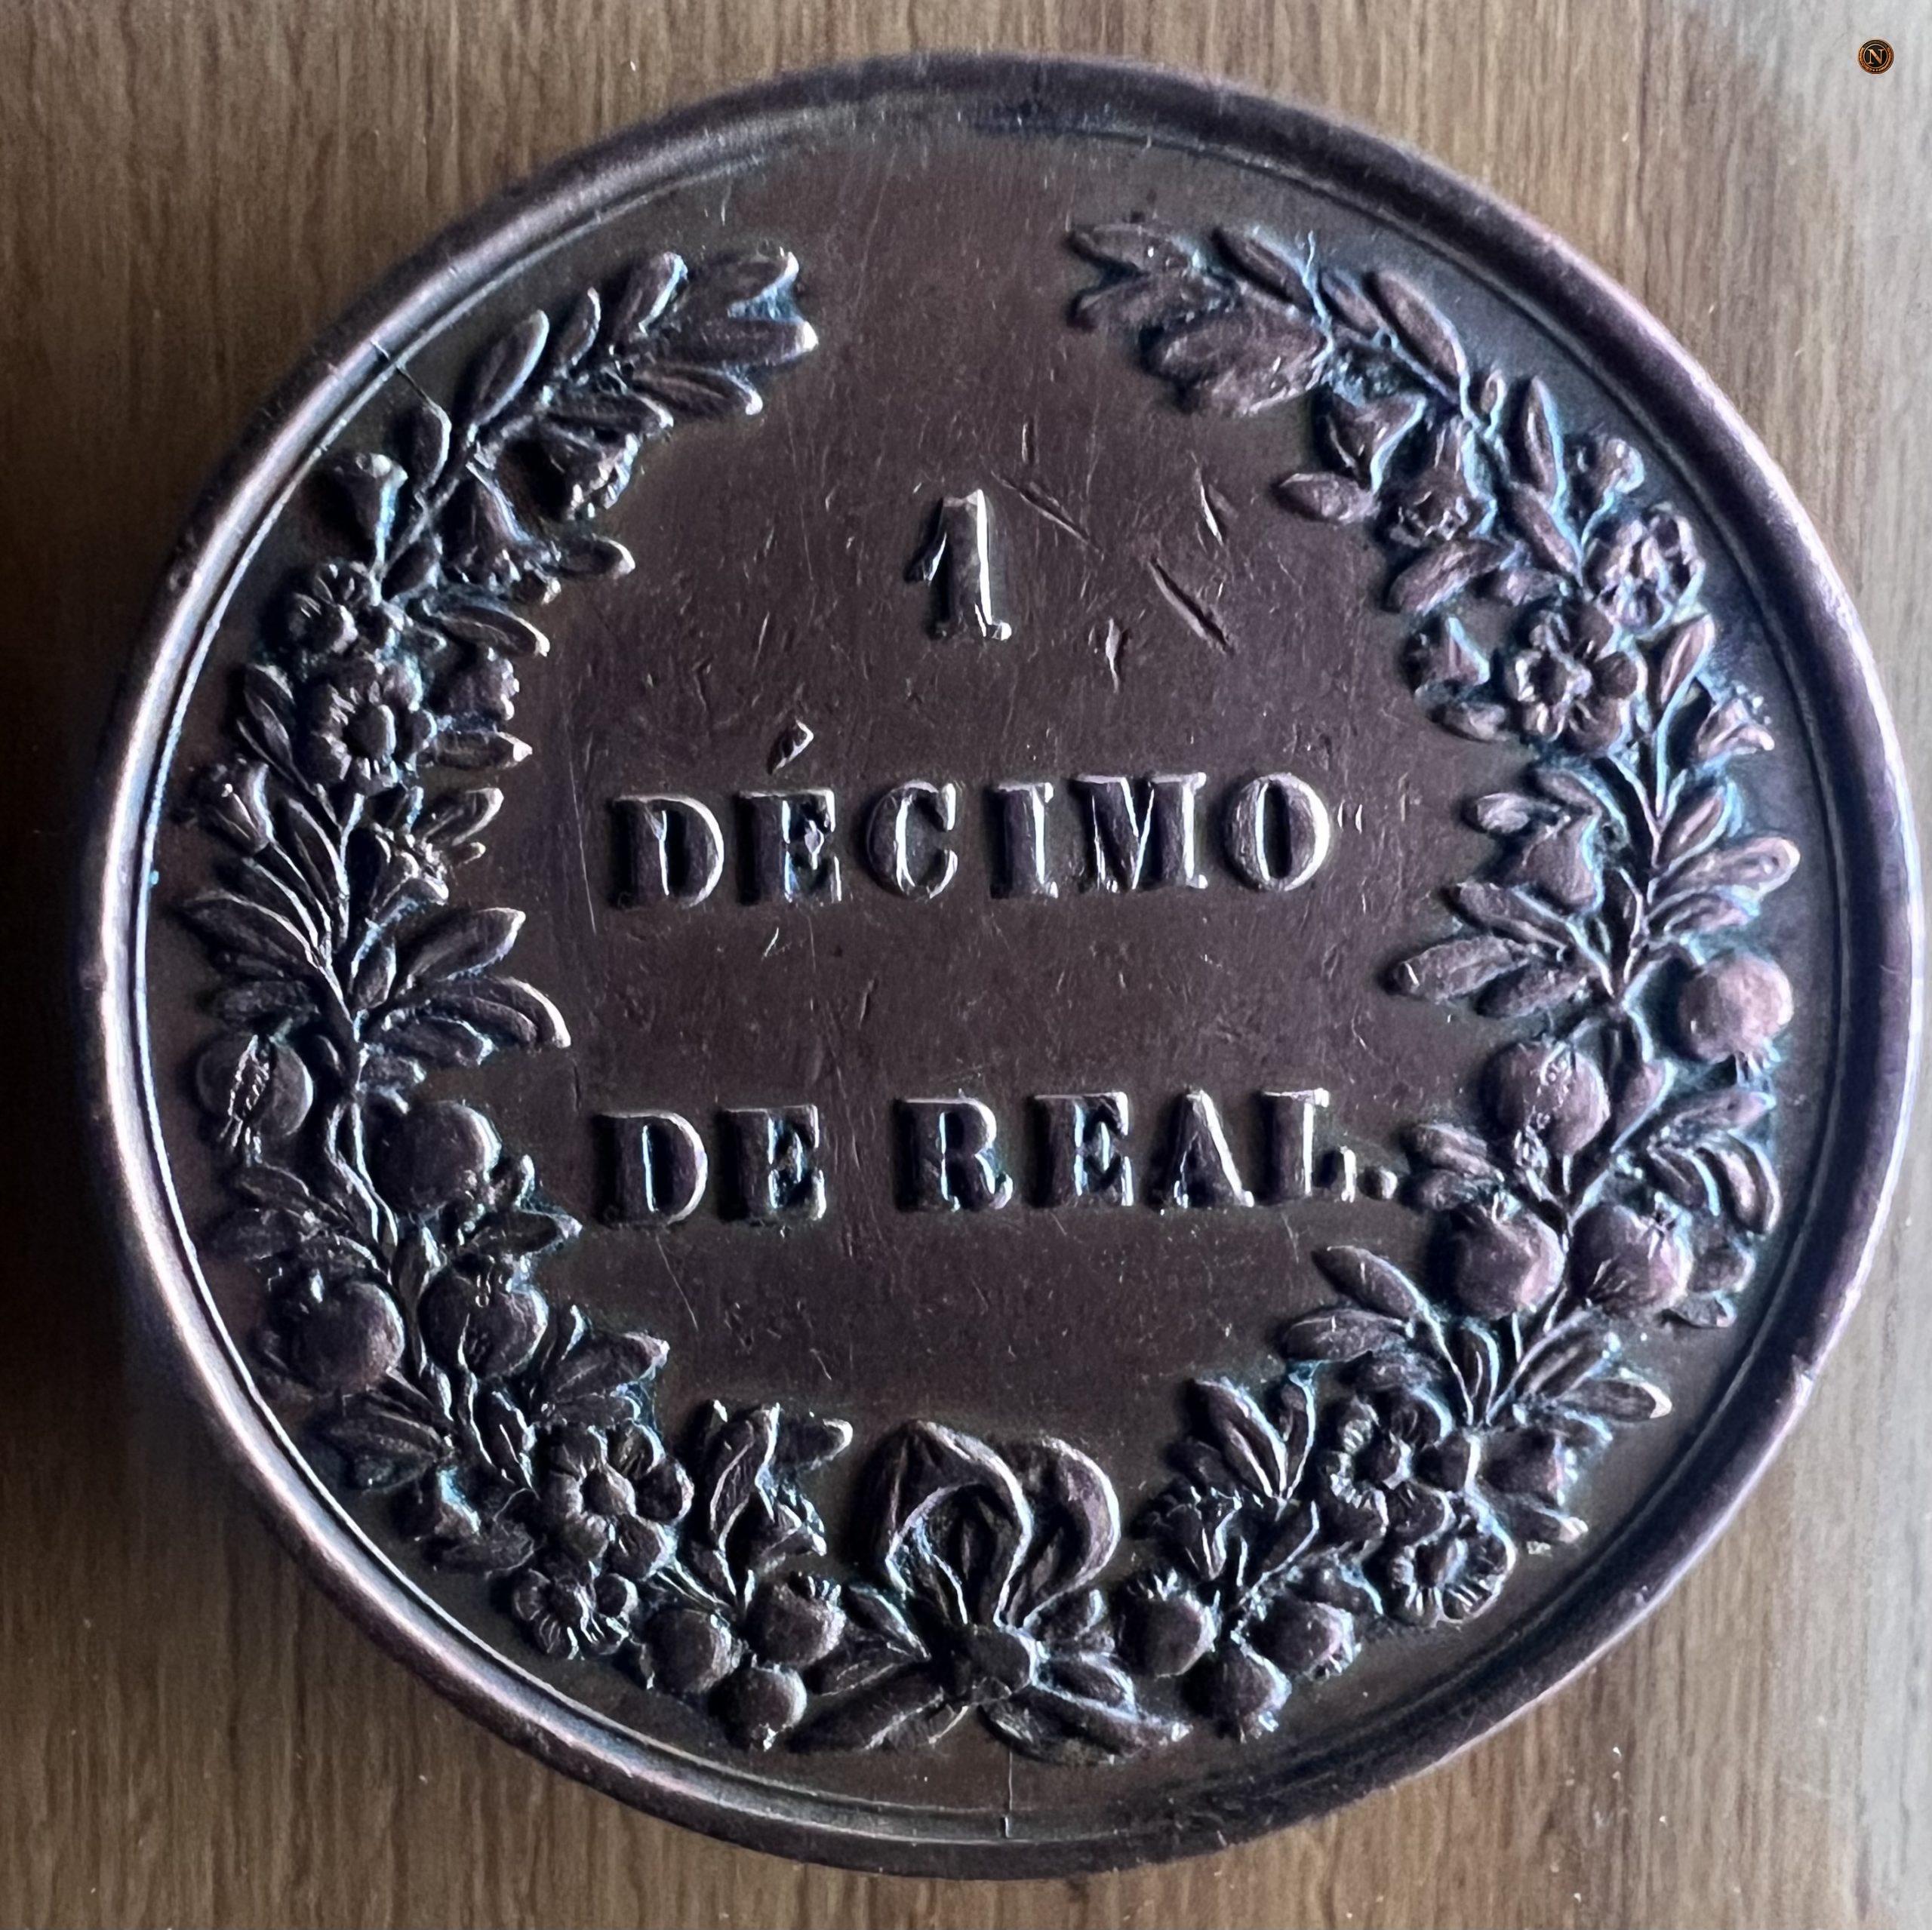 1
DÉCIMO
DE REAL.
N